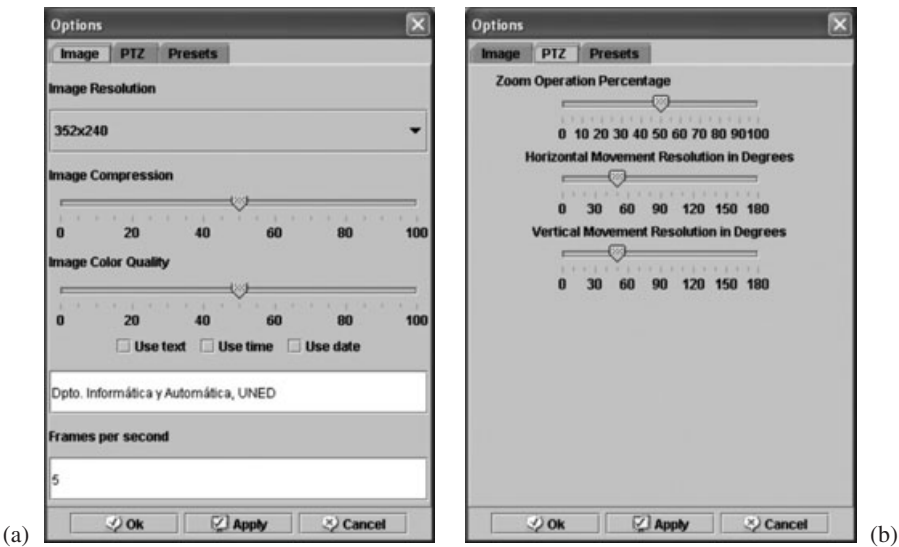 Options
Image PTZ Presets
Image Resolution
352x240
Image Compression
0 20 40 60 80 100
Image Color Quality
0 20 40 60 80 100
Use text Use time Use date
Dpto. Informática y Automática, UNED
Frames per second
5
Ok Apply Cancel
(a)
Options
Image PTZ Presets
Zoom Operation Percentage
0 10 20 30 40 50 60 70 80 90100
Horizontal Movement Resolution in Degrees
0 30 60 90 120 150 180
Vertical Movement Resolution in Degrees
0 30 60 90 120 150 180
Ok Apply Cancel
(b)